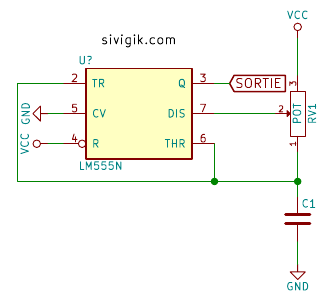 sivigik.com
VCC
U?
2 TR Q 3 SORTIE 3
GND 5 CV DIS 7 2 POT RV1
VCC 4 R THR 6 1
LM555N
C1
GND